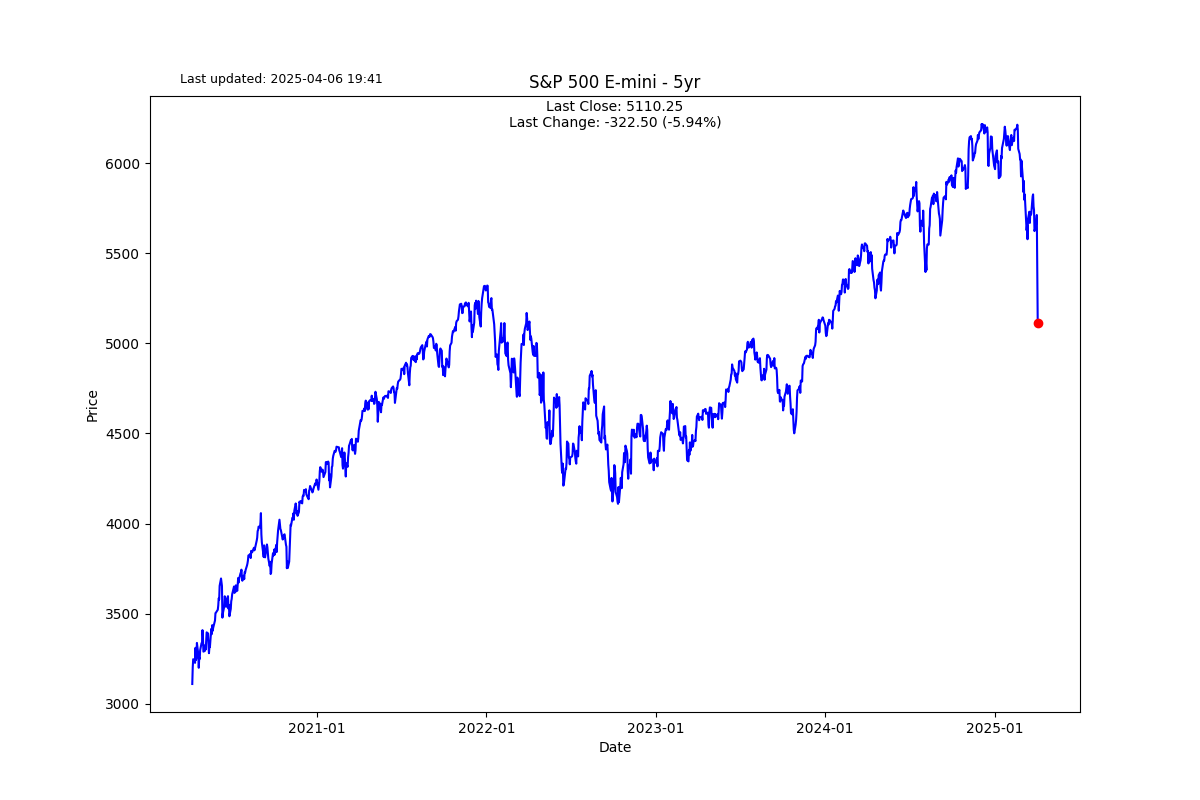 Last updated: 2025-04-06 19:41
S&P 500 E-mini - 5yr
Last Close: 5110.25
Last Change: -322.50 (-5.94%)
6000
5500
5000
4500
4000
3500
3000
Price
2021-01
2022-01
2023-01
2024-01
2025-01
Date